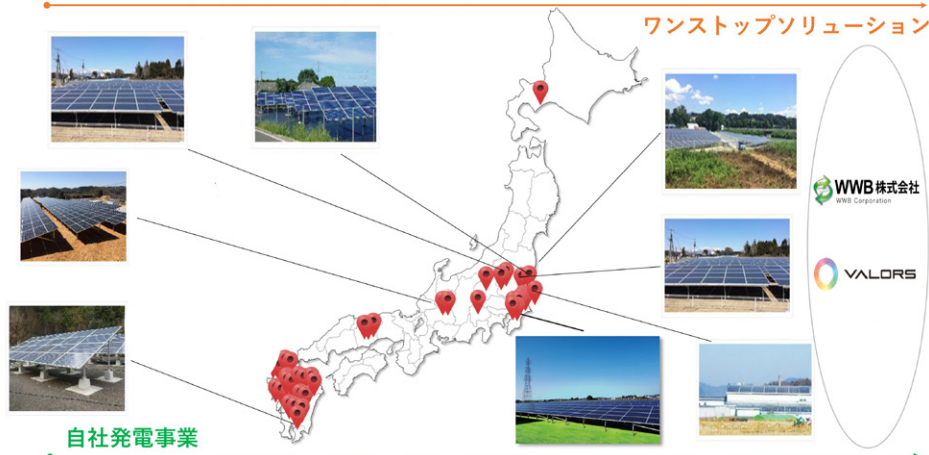 ワンストップソリューション
WWB株式会社
WWB Corporation
VALORS
自社発電事業